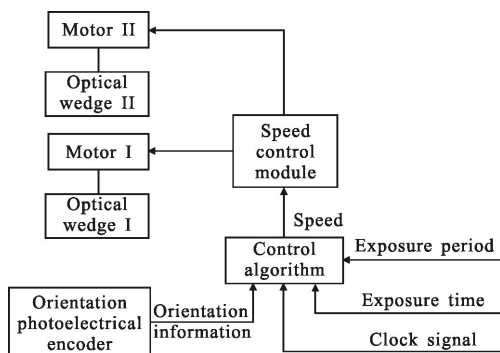 Motor II
Optical
wedge II
Motor I
Optical
wedge I
Speed
control
module
Speed
Control
algorithm
Exposure period
Exposure time
Clock signal
Orientation
photoelectrical
encoder
Orientation
information